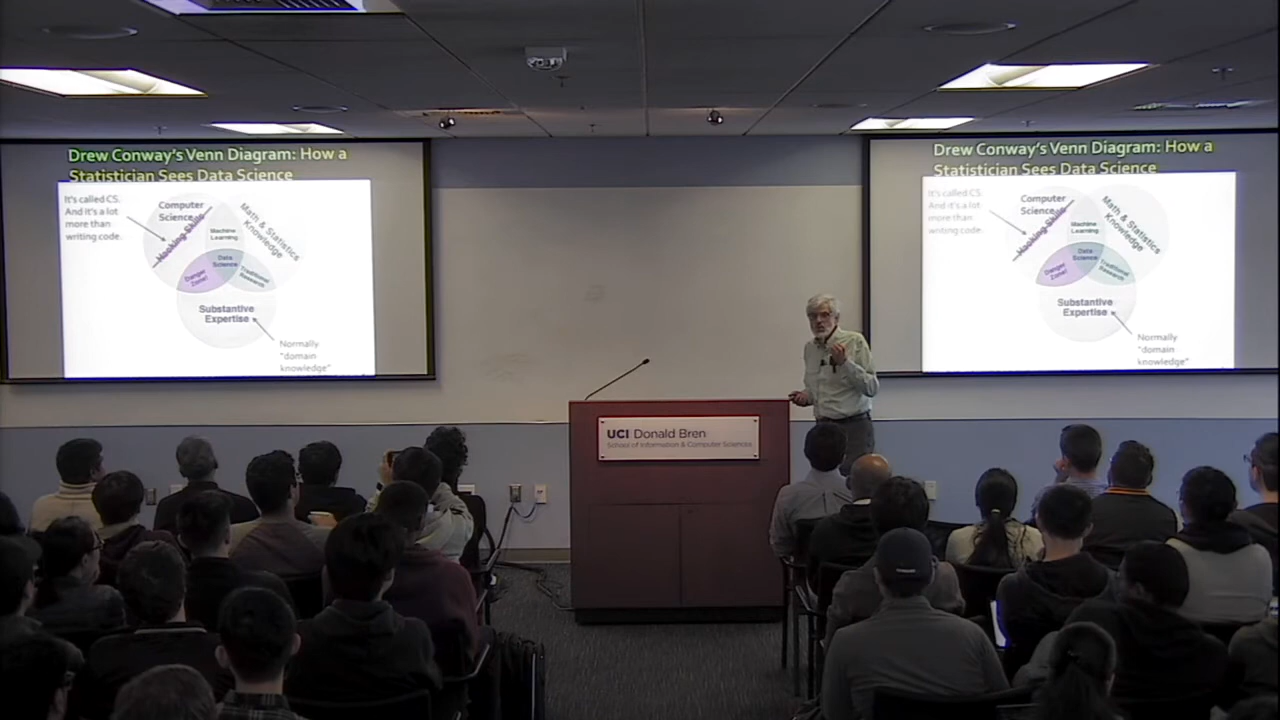 Drew Conway's Venn Diagram: How a
Statistician Sees Data Science
It's called CS.
And it's a lot
more than
writing code.
Computer
Science
Hacking Skills
Math & Statistics
Knowledge
Machine
Learning
Data
Science
Danger
Zone!
Traditional
Research
Substantive
Expertise
Normally
"domain
knowledge"
Drew Conway's Venn Diagram: How a
Statistician Sees Data Science
It's called CS.
And it's a lot
more than
writing code.
Computer
Science
Hacking Skills
Math & Statistics
Knowledge
Machine
Learning
Data
Science
Danger
Zone!
Traditional
Research
Substantive
Expertise
Normally
"domain
knowledge"
UCI Donald Bren
School of Information & Computer Sciences